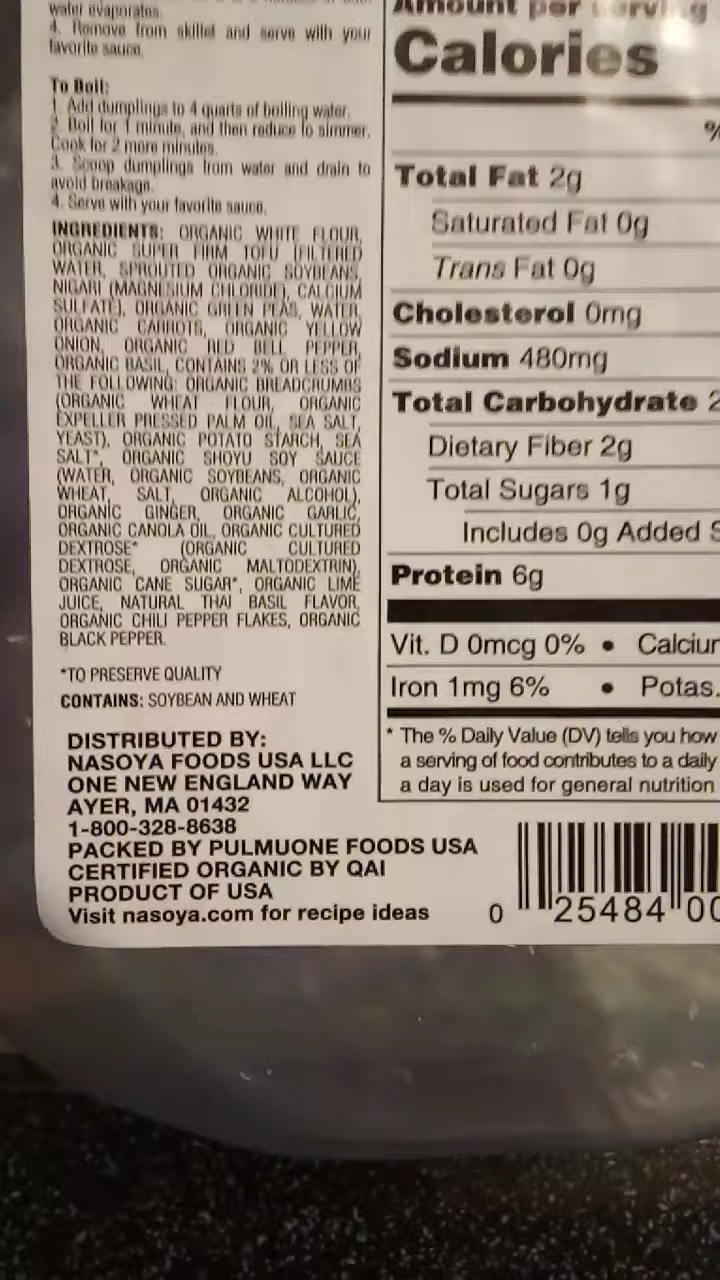 water evaporates.
4. Remove from skillet and serve with your
favorite sauce.
To Boil:
1. Add dumplings to 4 quarts of boiling water.
2. Boil for 1 minute, and then reduce to simmer.
Cook for 2 more minutes.
3. Scoop dumplings from water and drain to
avoid breakage.
4. Serve with your favorite sauce.
INGREDIENTS: ORGANIC WHITE FLOUR,
ORGANIC SUPER FIRM TOFU (FILTERED
WATER, SPROUTED ORGANIC SOYBEANS,
NIGARI (MAGNESIUM CHLORIDE), CALCIUM
SULFATE), ORGANIC GREEN PEAS, WATER,
ORGANIC CARROTS, ORGANIC YELLOW
ONION, ORGANIC RED BELL PEPPER,
ORGANIC BASIL, CONTAINS 2% OR LESS OF
THE FOLLOWING: ORGANIC BREADCRUMBS
(ORGANIC WHEAT FLOUR, ORGANIC
EXPELLER PRESSED PALM OIL, SEA SALT,
YEAST), ORGANIC POTATO STARCH, SEA
SALT*, ORGANIC SHOYU SOY SAUCE
(WATER, ORGANIC SOYBEANS, ORGANIC
WHEAT, SALT, ORGANIC ALCOHOL),
ORGANIC GINGER, ORGANIC GARLIC,
ORGANIC CANOLA OIL, ORGANIC CULTURED
DEXTROSE* (ORGANIC CULTURED
DEXTROSE, ORGANIC MALTODEXTRIN),
ORGANIC CANE SUGAR*, ORGANIC LIME
JUICE, NATURAL THAI BASIL FLAVOR,
ORGANIC CHILI PEPPER FLAKES, ORGANIC
BLACK PEPPER.
*TO PRESERVE QUALITY
CONTAINS: SOYBEAN AND WHEAT
DISTRIBUTED BY:
NASOYA FOODS USA LLC
ONE NEW ENGLAND WAY
AYER, MA 01432
1-800-328-8638
PACKED BY PULMUONE FOODS USA
CERTIFIED ORGANIC BY QAI
PRODUCT OF USA
Visit nasoya.com for recipe ideas
Amount per serving
Calories
%
Total Fat 2g
Saturated Fat 0g
Trans Fat 0g
Cholesterol 0mg
Sodium 480mg
Total Carbohydrate 2
Dietary Fiber 2g
Total Sugars 1g
Includes 0g Added S
Protein 6g
Vit. D 0mcg 0% • Calciu
Iron 1mg 6% • Potas.
* The % Daily Value (DV) tells you how
a serving of food contributes to a daily
a day is used for general nutrition
0 25484 00